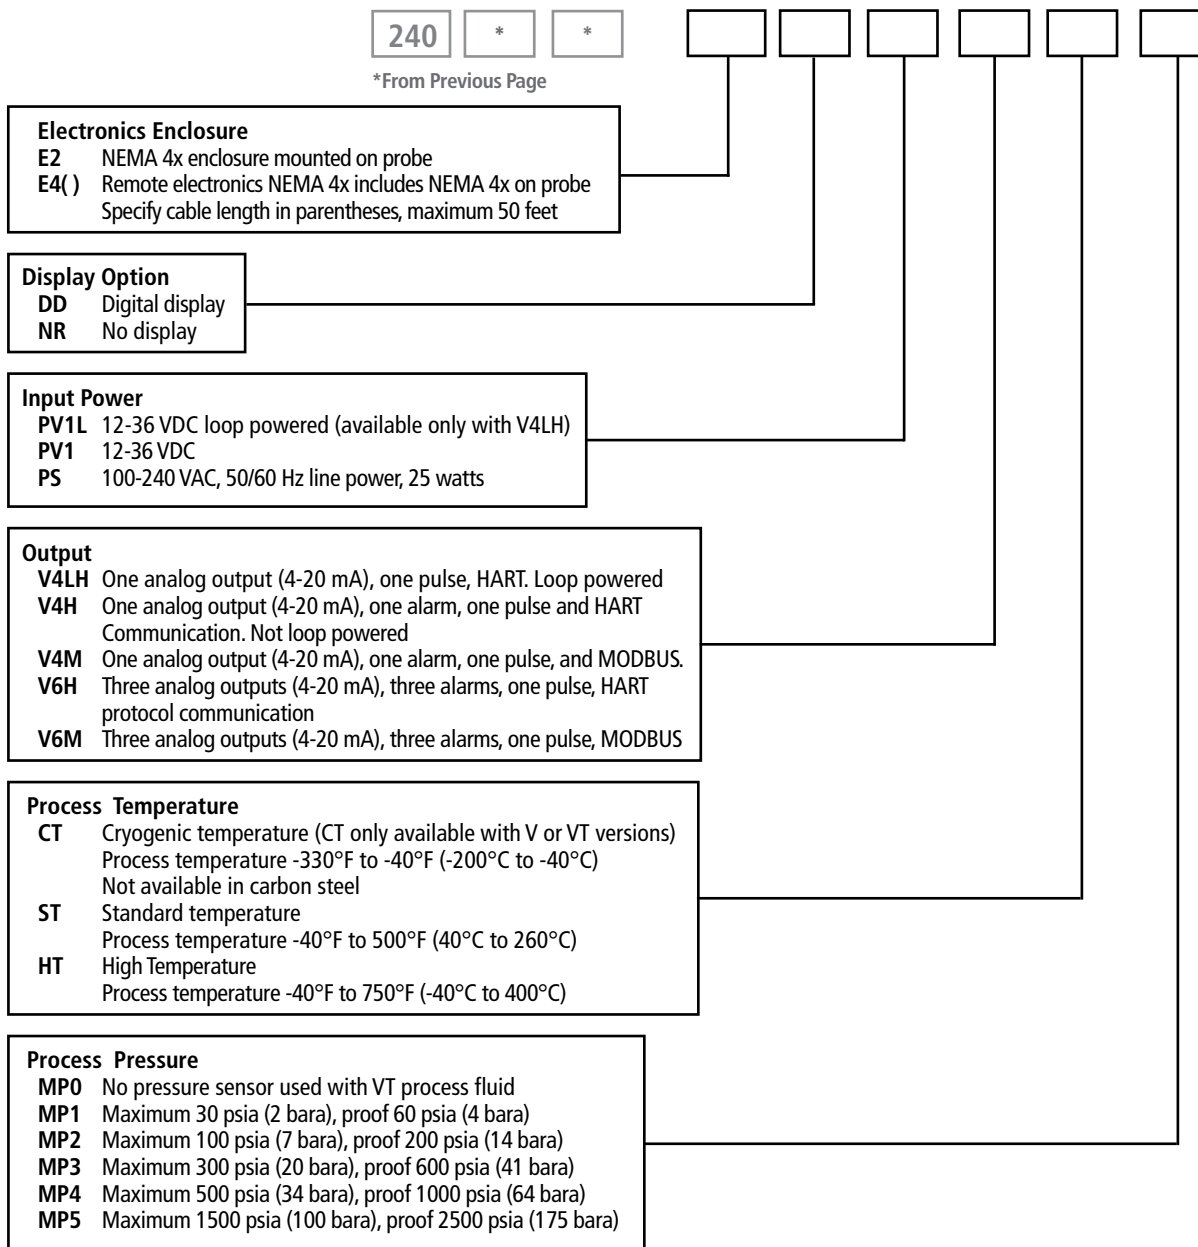 240 * *
*From Previous Page
Electronics Enclosure
E2 NEMA 4x enclosure mounted on probe
E4( ) Remote electronics NEMA 4x includes NEMA 4x on probe
Specify cable length in parentheses, maximum 50 feet
Display Option
DD Digital display
NR No display
Input Power
PV1L 12-36 VDC loop powered (available only with V4LH)
PV1 12-36 VDC
PS 100-240 VAC, 50/60 Hz line power, 25 watts
Output
V4LH One analog output (4-20 mA), one pulse, HART. Loop powered
V4H One analog output (4-20 mA), one alarm, one pulse and HART
Communication. Not loop powered
V4M One analog output (4-20 mA), one alarm, one pulse, and MODBUS.
V6H Three analog outputs (4-20 mA), three alarms, one pulse, HART
protocol communication
V6M Three analog outputs (4-20 mA), three alarms, one pulse, MODBUS
Process Temperature
CT Cryogenic temperature (CT only available with V or VT versions)
Process temperature -330°F to -40°F (-200°C to -40°C)
Not available in carbon steel
ST Standard temperature
Process temperature -40°F to 500°F (40°C to 260°C)
HT High Temperature
Process temperature -40°F to 750°F (-40°C to 400°C)
Process Pressure
MP0 No pressure sensor used with VT process fluid
MP1 Maximum 30 psia (2 bara), proof 60 psia (4 bara)
MP2 Maximum 100 psia (7 bara), proof 200 psia (14 bara)
MP3 Maximum 300 psia (20 bara), proof 600 psia (41 bara)
MP4 Maximum 500 psia (34 bara), proof 1000 psia (64 bara)
MP5 Maximum 1500 psia (100 bara), proof 2500 psia (175 bara)